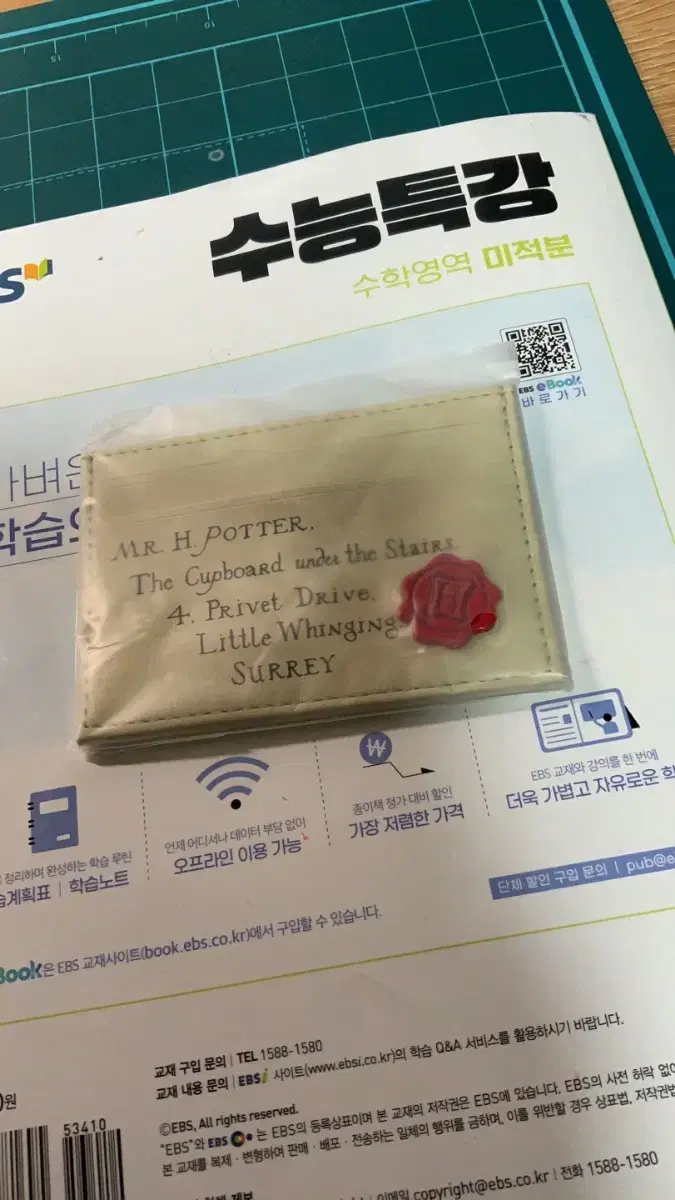 15
10
수능특강
수학영역 미적분
EBS eBook
바로가기
MR. H. POTTER,
The Cupboard under the Stairs,
4, Privet Drive,
Little Whinging
SURREY
H
₩
정리하며 완성하는 학습 루틴
학습노트
언제 어디서나 데이터 부담 없이
오프라인 이용 가능
종이책 정가 대비 할인
가장 저렴한 가격
EBS 교재와 강의를 한 번에
더욱 가볍고 자유로운
단체 할인 구입 문의 | pub@e
Book은 EBS 교재사이트(book.ebs.co.kr)에서 구입할 수 있습니다.
교재 구입 문의 | TEL 1588-1580
교재 내용 문의 | EBSi 사이트(www.ebsi.co.kr)의 학습 Q&A 서비스를 활용하시기 바랍니다.
©EBS, All rights reserved.
"EBS"와 EBS 는 EBS의 등록상표이며 본 교재의 저작권은 EBS에 있습니다. EBS의 사전 허락 없이
본 교재를 복제·변형하여 판매·배포·전송하는 일체의 행위를 금하며, 이를 위반할 경우 상표법, 저작권법
원
53410
이메일 copyright@ebs.co.kr | 전화 1588-1580